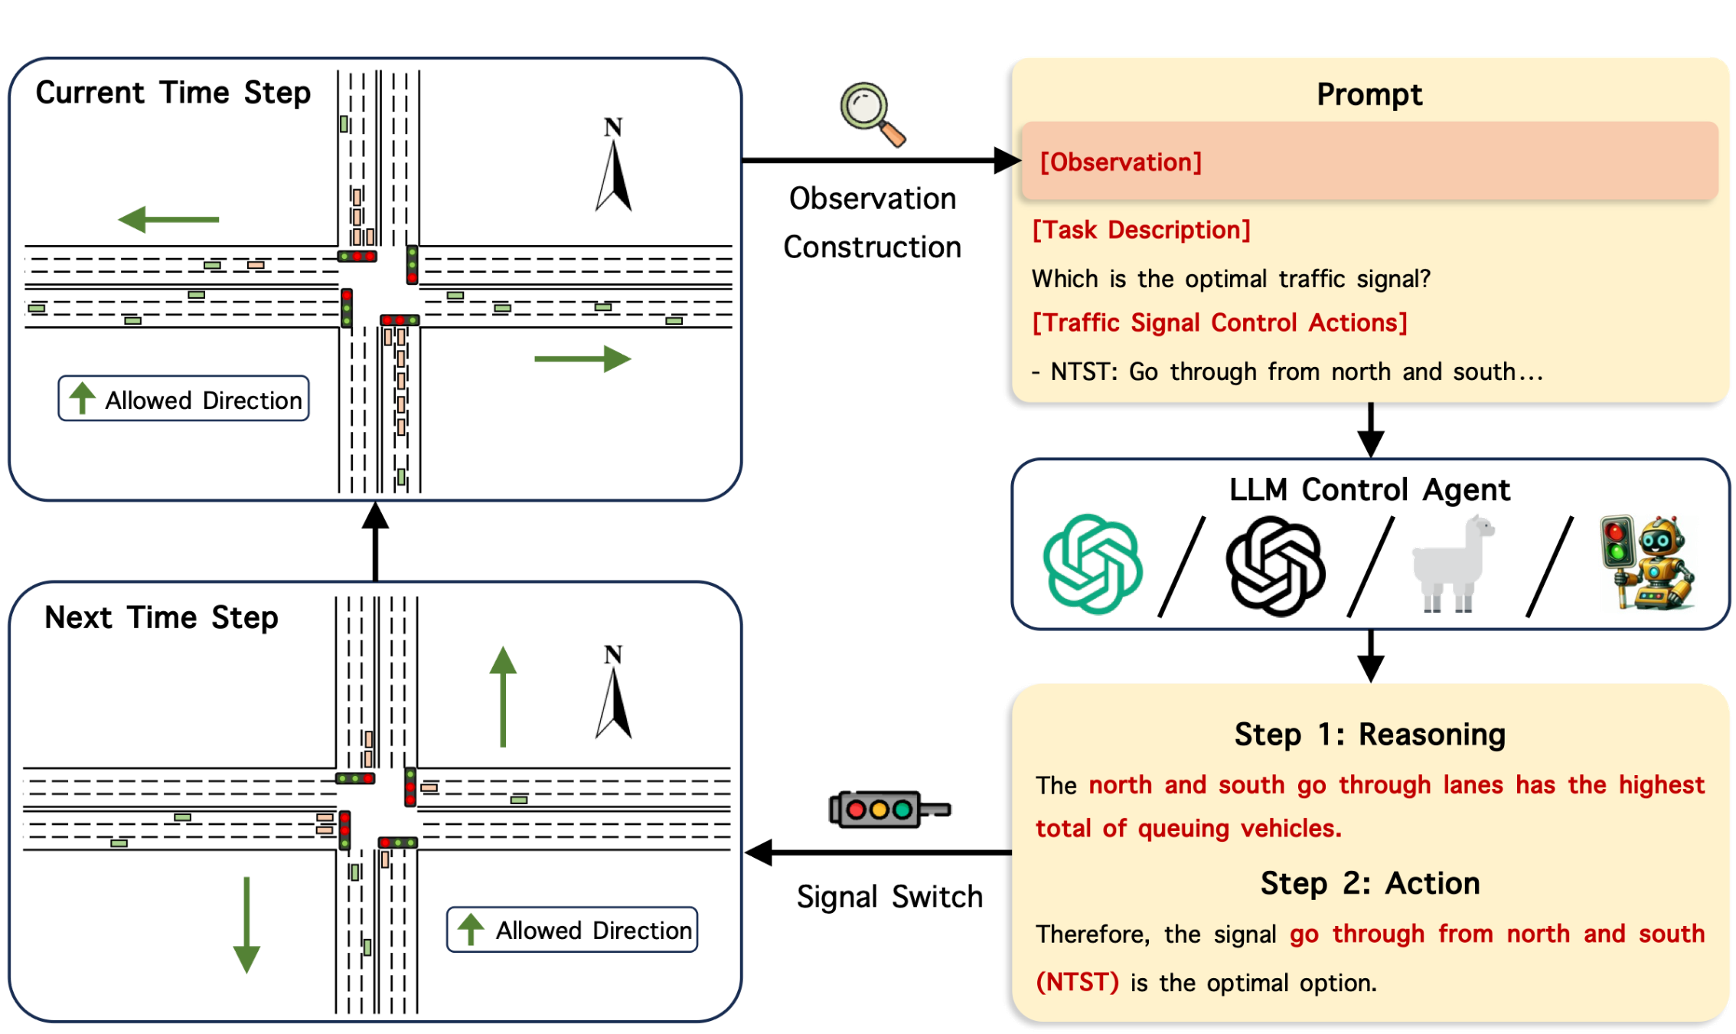 Current Time Step
N
Allowed Direction
Observation
Construction
Prompt
[Observation]
[Task Description]
Which is the optimal traffic signal?
[Traffic Signal Control Actions]
- NTST: Go through from north and south...
LLM Control Agent
Step 1: Reasoning
The north and south go through lanes has the highest
total of queuing vehicles.
Step 2: Action
Therefore, the signal go through from north and south
(NTST) is the optimal option.
Signal Switch
Next Time Step
N
Allowed Direction